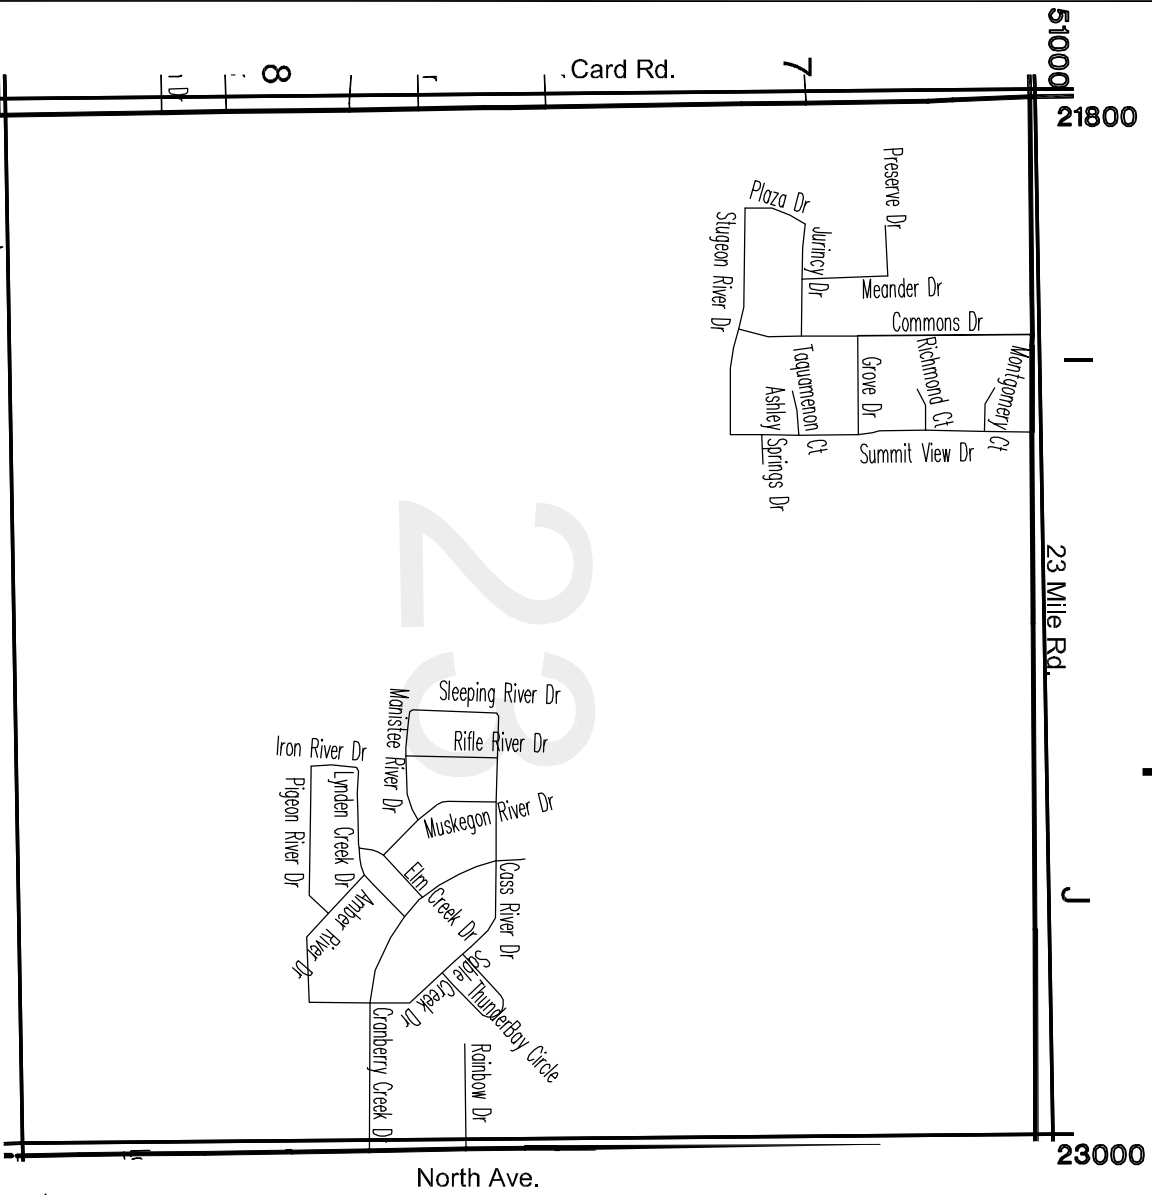 51000
8
Card Rd.
7
Dr
21800
Preserve Dr
Plaza Dr
Stugeon River Dr
Jurincy Dr
Meander Dr
Commons Dr
Taquamenon Ct
Grove Dr
Richmond Ct
Montgomery Ct
I
Ashley Springs Dr
Summit View Dr
23
23 Mile Rd.
Sleeping River Dr
Manistee River Dr
Rifle River Dr
Iron River Dr
Pigeon River Dr
Lynden Creek Dr
Muskegon River Dr
Elm Creek Dr
Cass River Dr
J
Amber River Dr
Sable Creek Dr
ThunderBay Circle
Cranberry Creek D
Rainbow Dr
23000
North Ave.